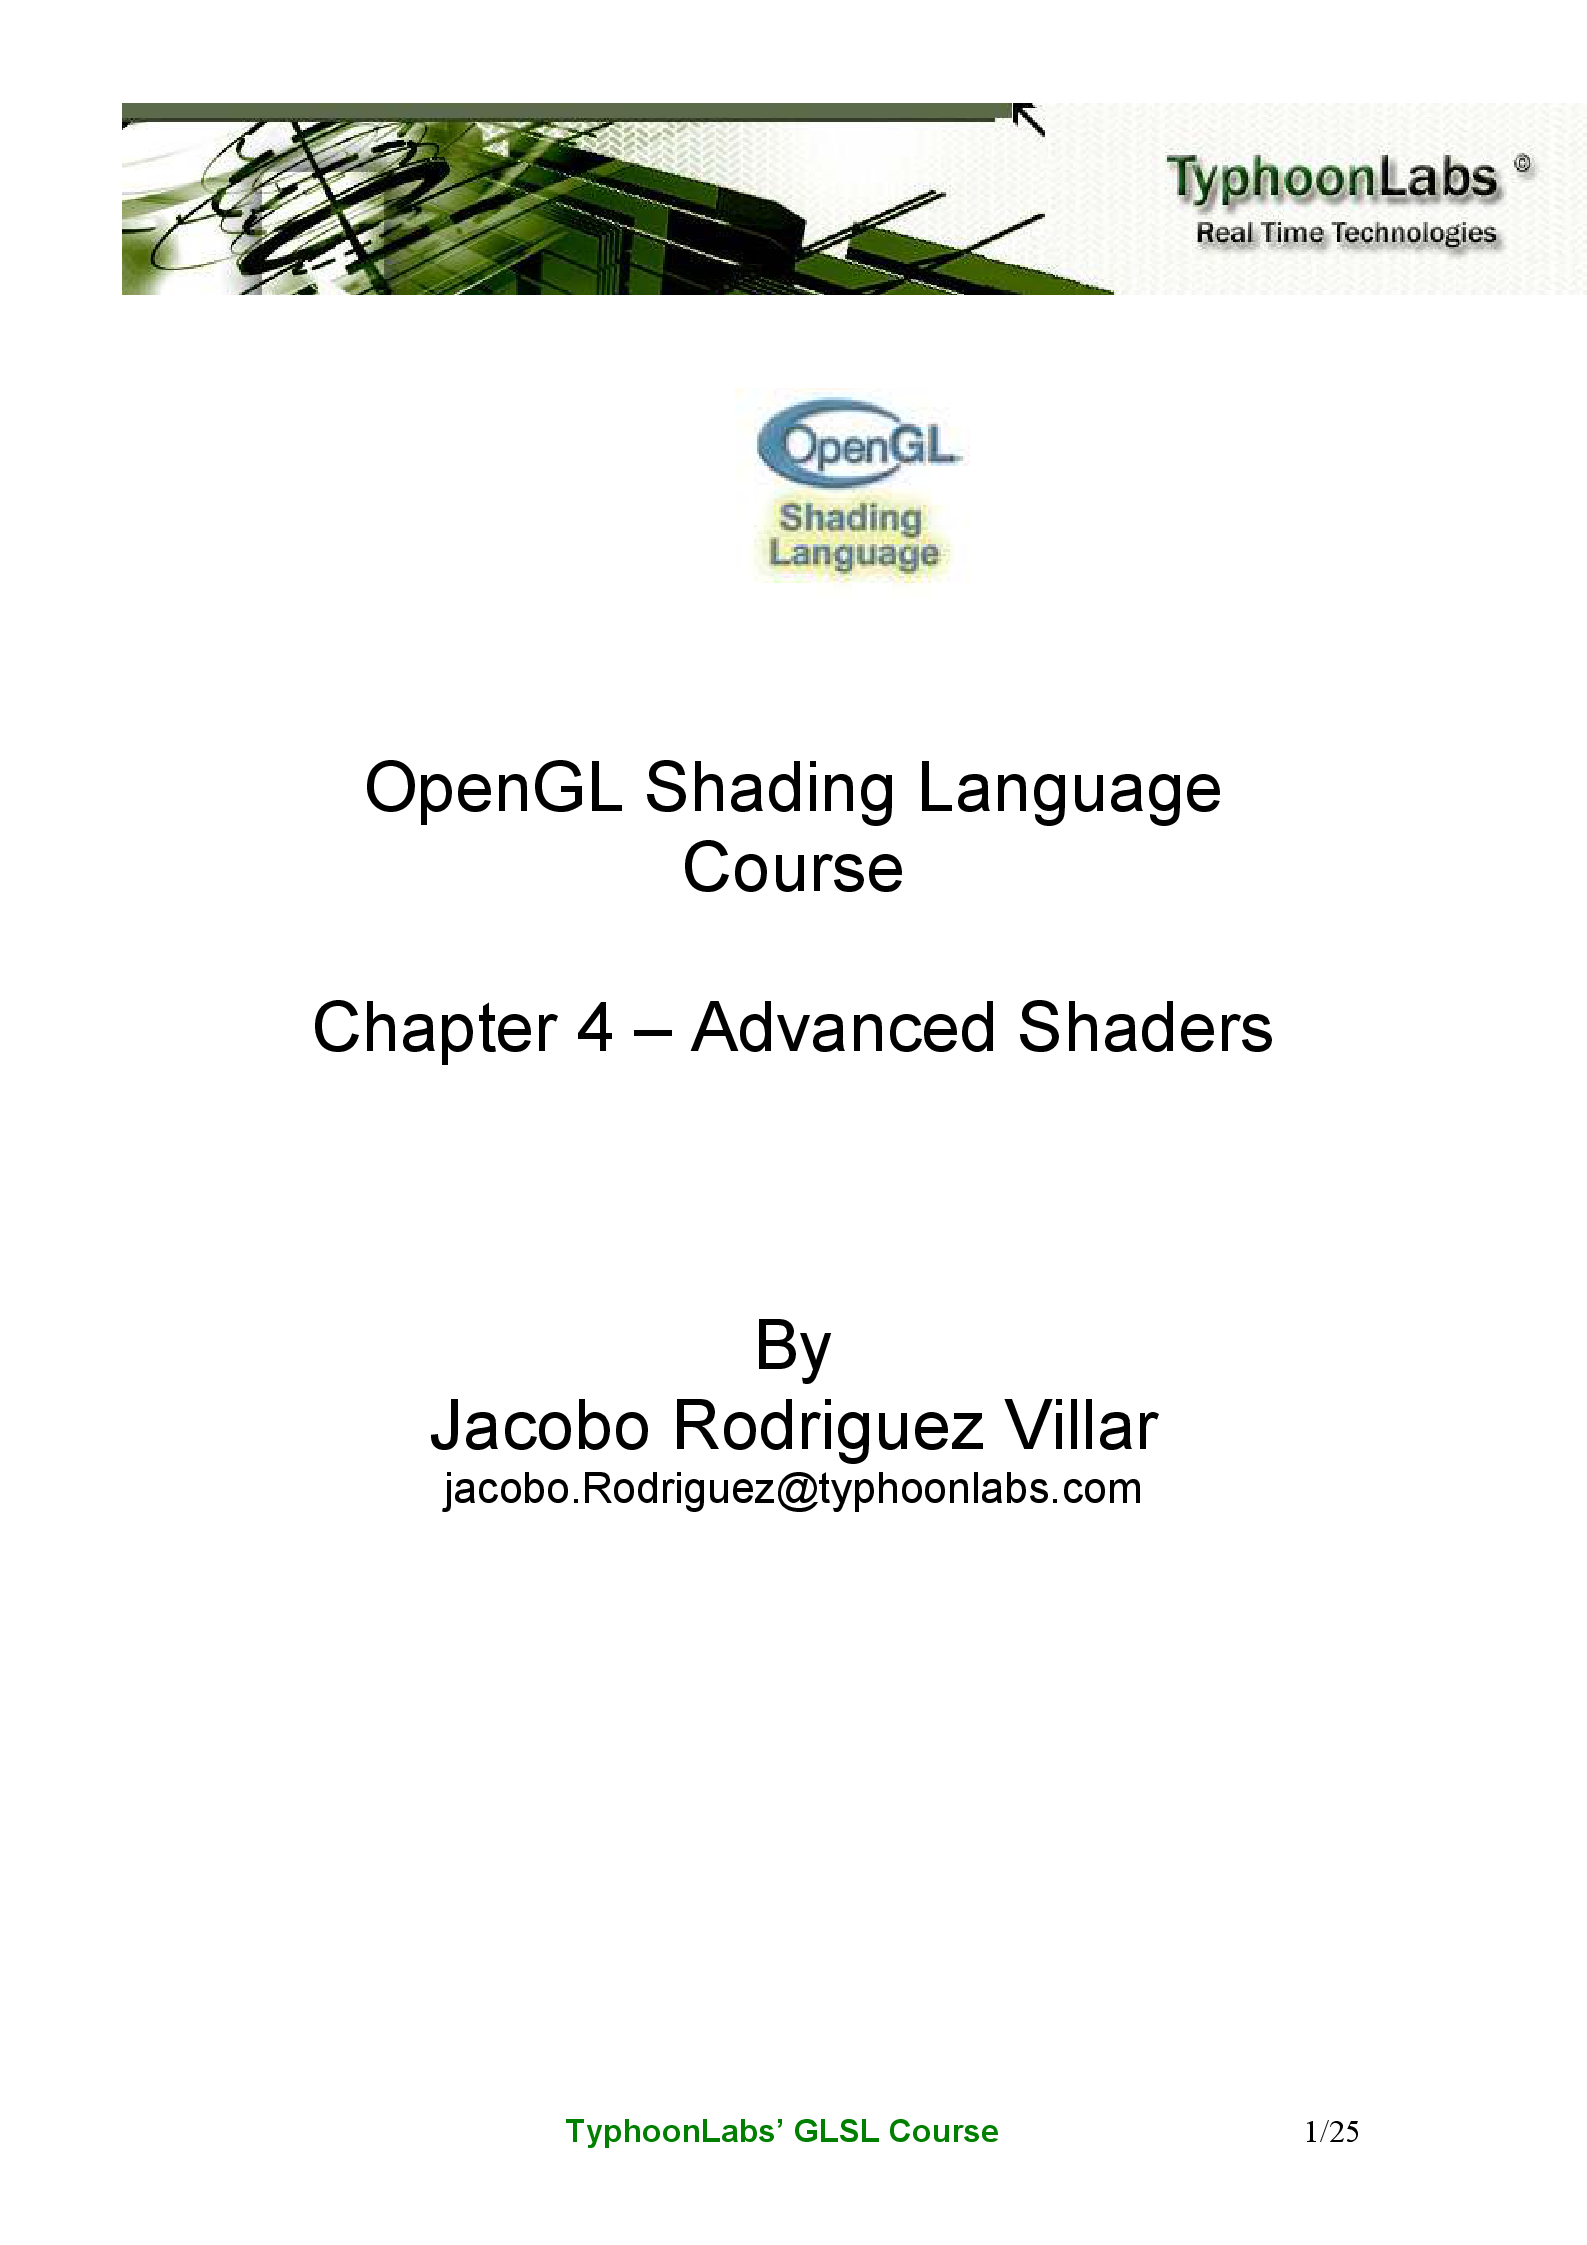 TyphoonLabs ©
Real Time Technologies
OpenGL
Shading
Language
OpenGL Shading Language
Course
Chapter 4 – Advanced Shaders
By
Jacobo Rodriguez Villar
jacobo.Rodriguez@typhoonlabs.com
TyphoonLabs’ GLSL Course 1/25